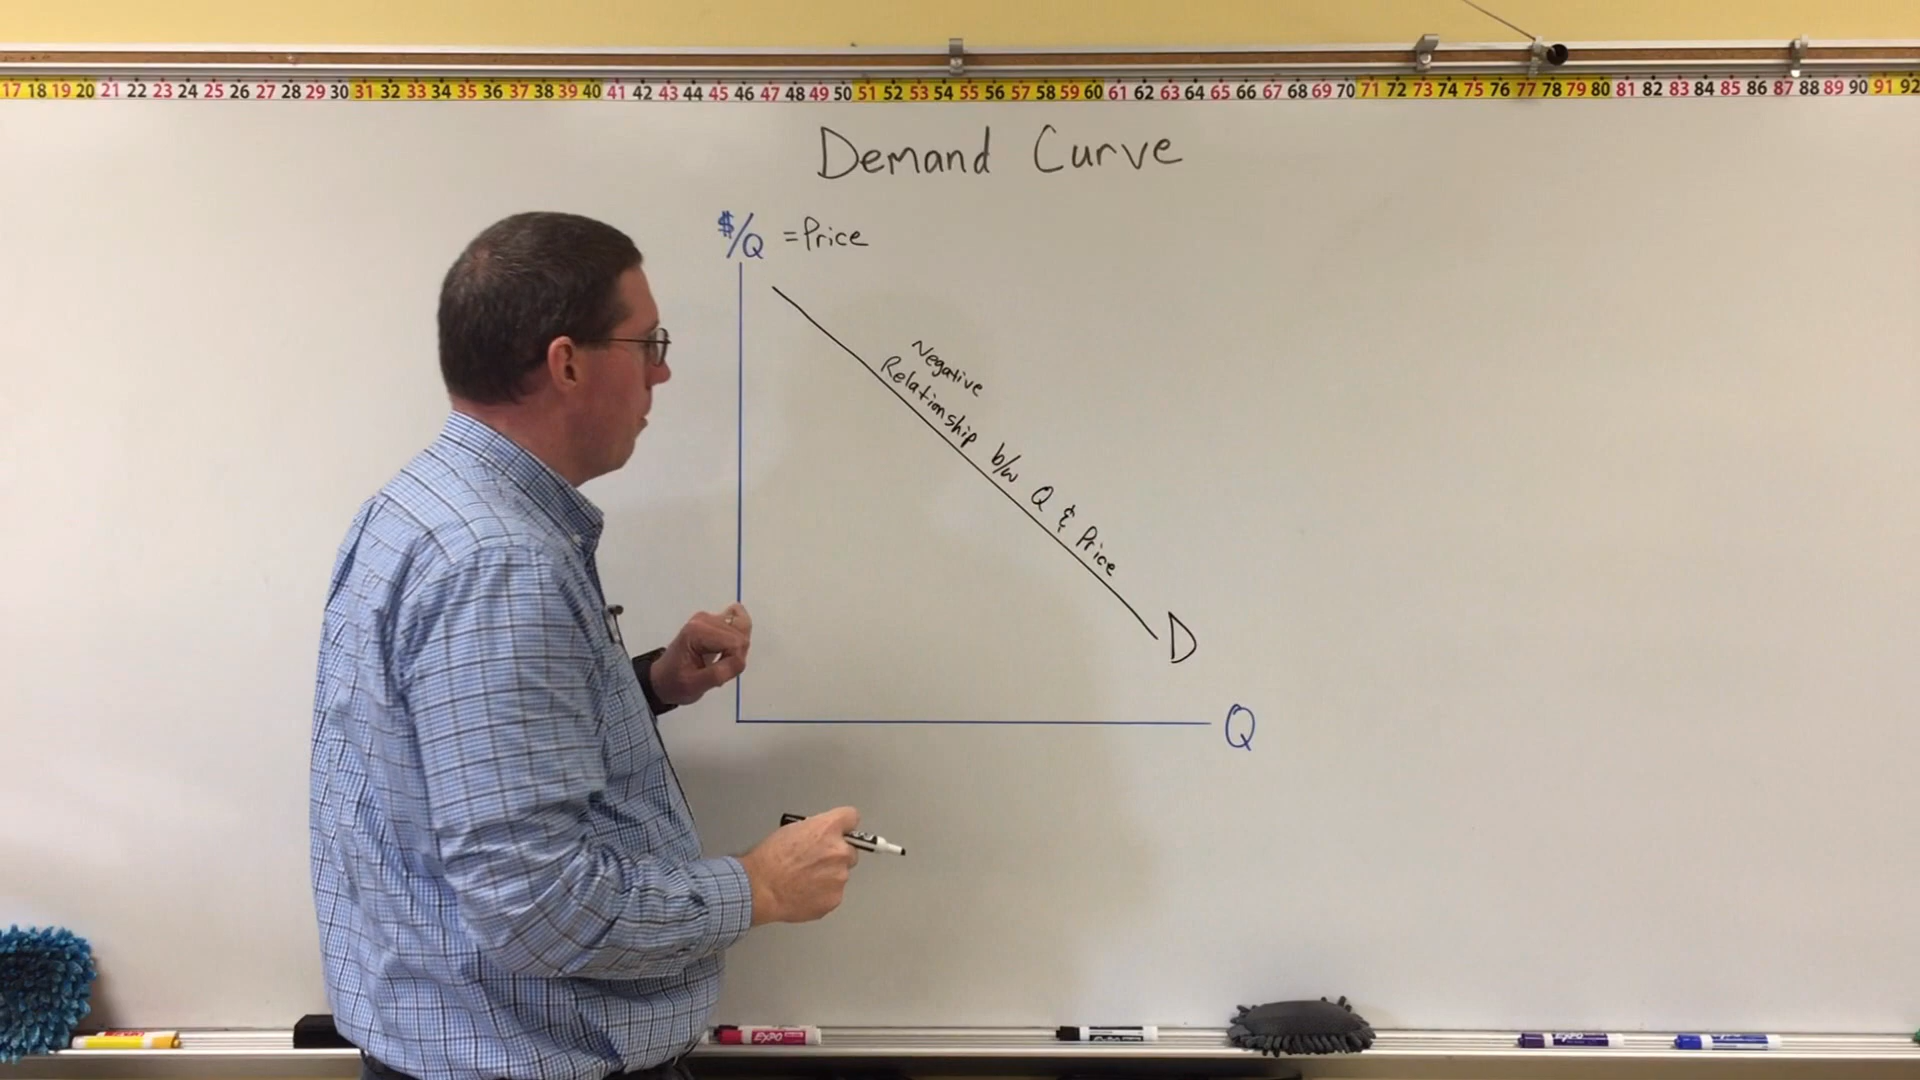 17 18 19 20 21 22 23 24 25 26 27 28 29 30 31 32 33 34 35 36 37 38 39 40 41 42 43 44 45 46 47 48 49 50 51 52 53 54 55 56 57 58 59 60 61 62 63 64 65 66 67 68 69 70 71 72 73 74 75 76 77 78 79 80 81 82 83 84 85 86 87 88 89 90 91 92
Demand Curve
$/Q = Price
Negative
Relationship b/w Q & Price
D
Q
EXPO